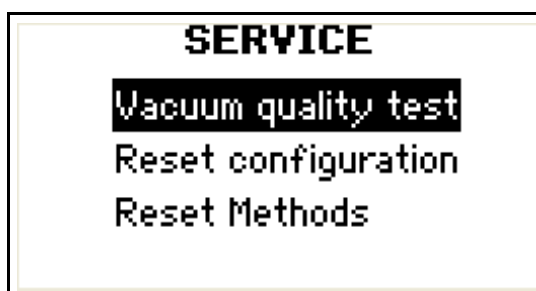 SERVICE
Vacuum quality test
Reset configuration
Reset Methods